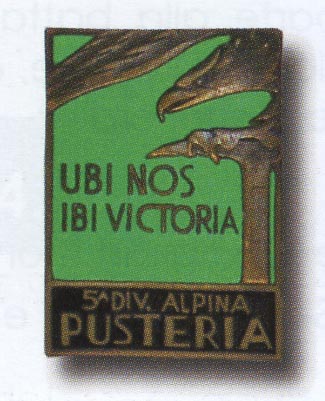 UBI NOS
IBI VICTORIA
5ᴬ DIV. ALPINA
PUSTERIA